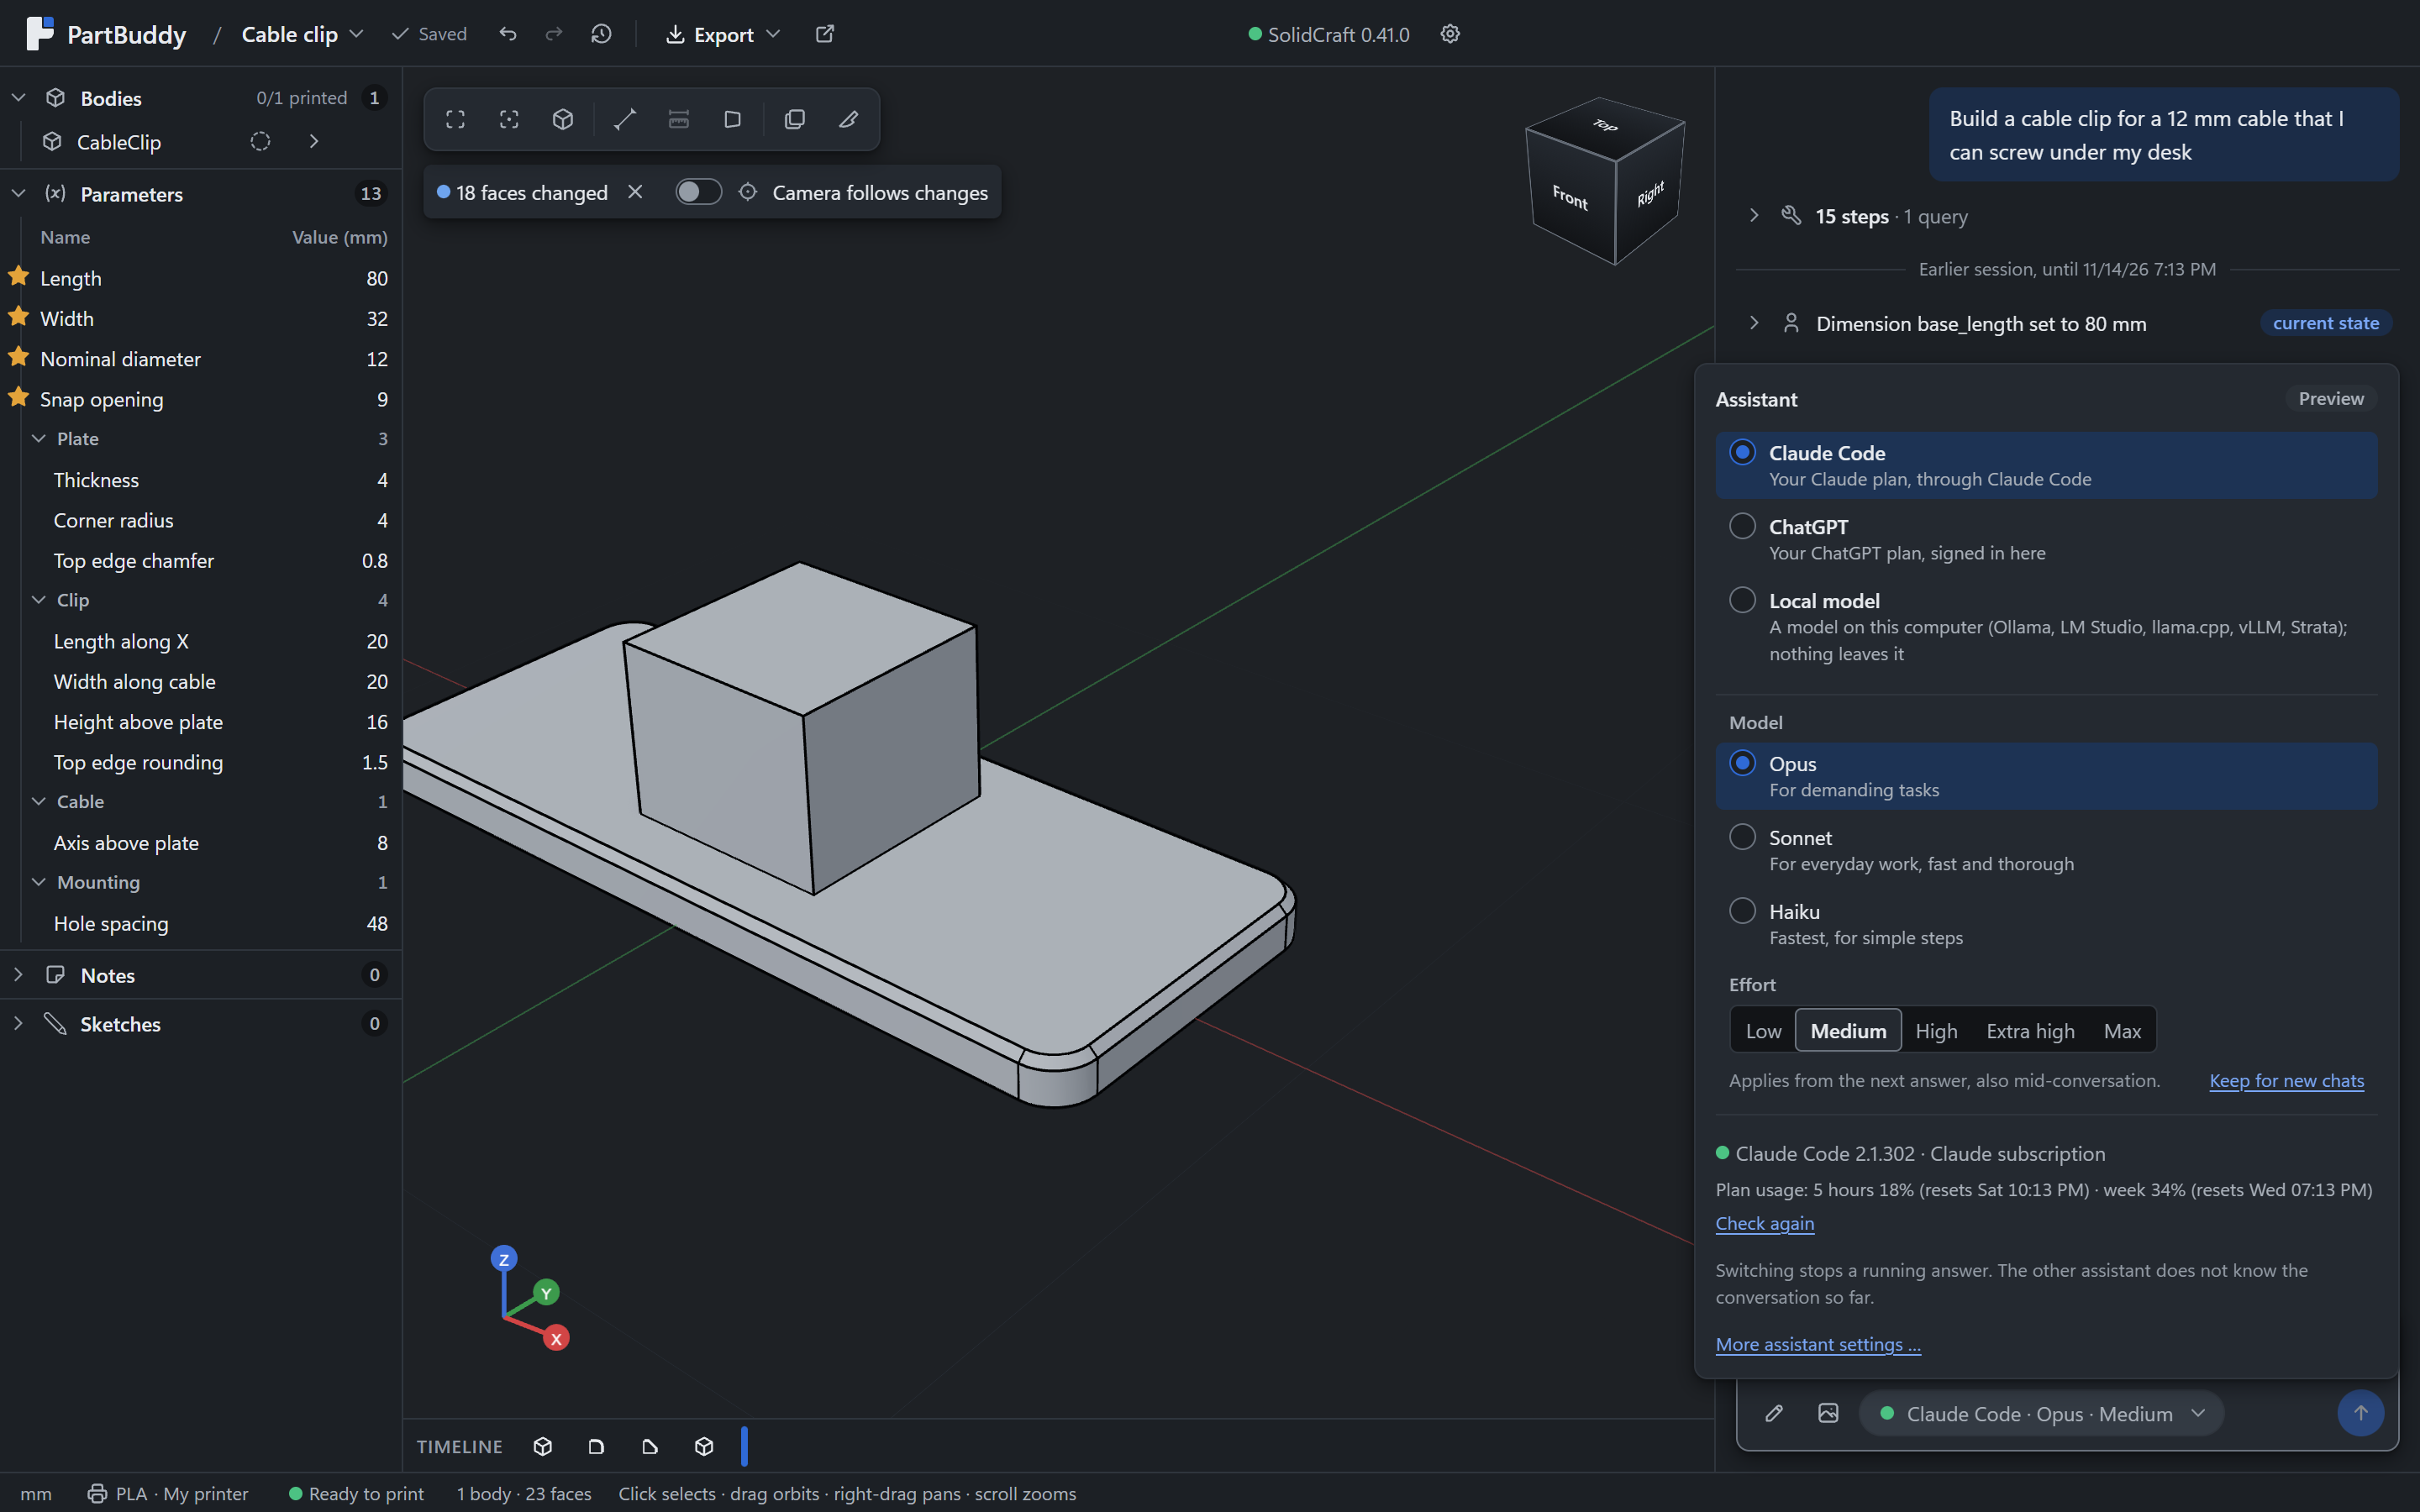 PartBuddy / Cable clip Saved Export SolidCraft 0.41.0
Bodies 0/1 printed 1
CableClip
Parameters 13
Name Value (mm)
Length 80
Width 32
Nominal diameter 12
Snap opening 9
Plate 3
Thickness 4
Corner radius 4
Top edge chamfer 0.8
Clip 4
Length along X 20
Width along cable 20
Height above plate 16
Top edge rounding 1.5
Cable 1
Axis above plate 8
Mounting 1
Hole spacing 48
Notes 0
Sketches 0
18 faces changed Camera follows changes
Top
Front
Right
Z
Y
X
TIMELINE
Build a cable clip for a 12 mm cable that I
can screw under my desk
15 steps · 1 query
Earlier session, until 11/14/26 7:13 PM
Dimension base_length set to 80 mm current state
Assistant Preview
Claude Code
Your Claude plan, through Claude Code
ChatGPT
Your ChatGPT plan, signed in here
Local model
A model on this computer (Ollama, LM Studio, llama.cpp, vLLM, Strata);
nothing leaves it
Model
Opus
For demanding tasks
Sonnet
For everyday work, fast and thorough
Haiku
Fastest, for simple steps
Effort
Low Medium High Extra high Max
Applies from the next answer, also mid-conversation. Keep for new chats
Claude Code 2.1.302 · Claude subscription
Plan usage: 5 hours 18% (resets Sat 10:13 PM) · week 34% (resets Wed 07:13 PM)
Check again
Switching stops a running answer. The other assistant does not know the
conversation so far.
More assistant settings ...
Claude Code · Opus · Medium
mm PLA · My printer Ready to print 1 body · 23 faces Click selects · drag orbits · right-drag pans · scroll zooms